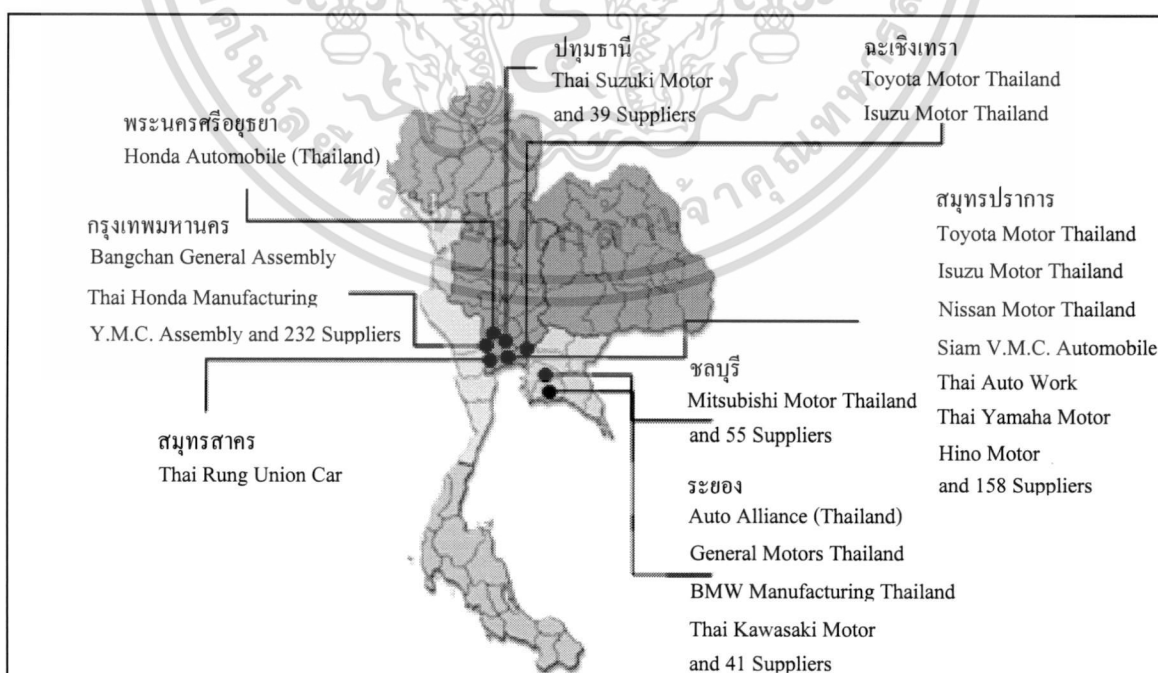 ปทุมธานี
Thai Suzuki Motor
and 39 Suppliers
ฉะเชิงเทรา
Toyota Motor Thailand
Isuzu Motor Thailand
พระนครศรีอยุธยา
Honda Automobile (Thailand)
กรุงเทพมหานคร
Bangchan General Assembly
Thai Honda Manufacturing
Y.M.C. Assembly and 232 Suppliers
สมุทรสาคร
Thai Rung Union Car
สมุทรปราการ
Toyota Motor Thailand
Isuzu Motor Thailand
Nissan Motor Thailand
Siam V.M.C. Automobile
Thai Auto Work
Thai Yamaha Motor
Hino Motor
and 158 Suppliers
ชลบุรี
Mitsubishi Motor Thailand
and 55 Suppliers
ระยอง
Auto Alliance (Thailand)
General Motors Thailand
BMW Manufacturing Thailand
Thai Kawasaki Motor
and 41 Suppliers